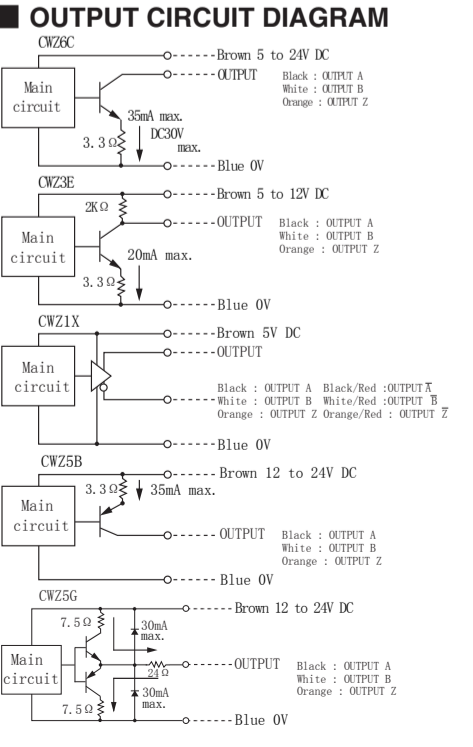 ■ OUTPUT CIRCUIT DIAGRAM
CWZ6C
Brown 5 to 24V DC
OUTPUT
Black : OUTPUT A
White : OUTPUT B
Orange : OUTPUT Z
Main
circuit
35mA max.
3.3Ω
DC30V
max.
Blue 0V
CWZ3E
Brown 5 to 12V DC
2KΩ
OUTPUT
Black : OUTPUT A
White : OUTPUT B
Orange : OUTPUT Z
Main
circuit
20mA max.
3.3Ω
Blue 0V
CWZ1X
Brown 5V DC
OUTPUT
Main
circuit
Black : OUTPUT A Black/Red :OUTPUT A̅
White : OUTPUT B White/Red :OUTPUT B̅
Orange : OUTPUT Z Orange/Red : OUTPUT Z̅
Blue 0V
CWZ5B
Brown 12 to 24V DC
3.3Ω
35mA max.
Main
circuit
OUTPUT
Black : OUTPUT A
White : OUTPUT B
Orange : OUTPUT Z
Blue 0V
CWZ5G
Brown 12 to 24V DC
7.5Ω
30mA
max.
Main
circuit
OUTPUT
24Ω
Black : OUTPUT A
White : OUTPUT B
Orange : OUTPUT Z
30mA
max.
7.5Ω
Blue 0V